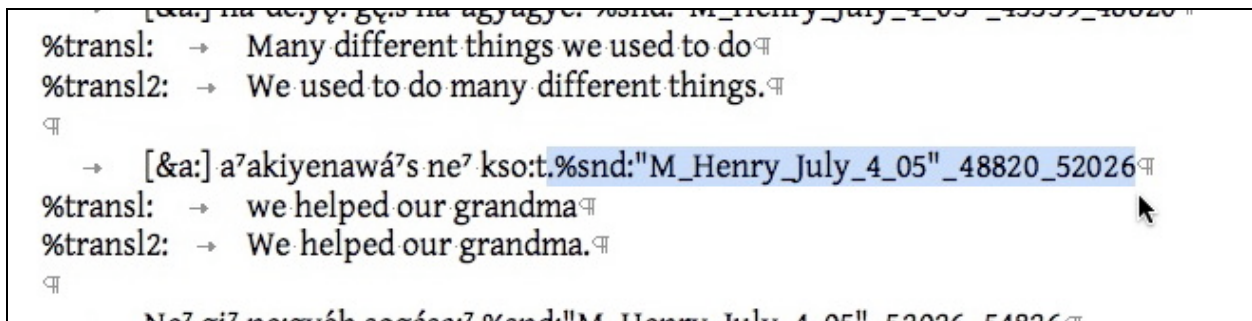 %transl: → Many different things we used to do¶
%transl2: → We used to do many different things.¶
¶
→ [&a:] aˀakiyenawáˀs neˀ kso:t.%snd:"M_Henry_July_4_05"_48820_52026¶
%transl: → we helped our grandma¶
%transl2: → We helped our grandma.¶
¶